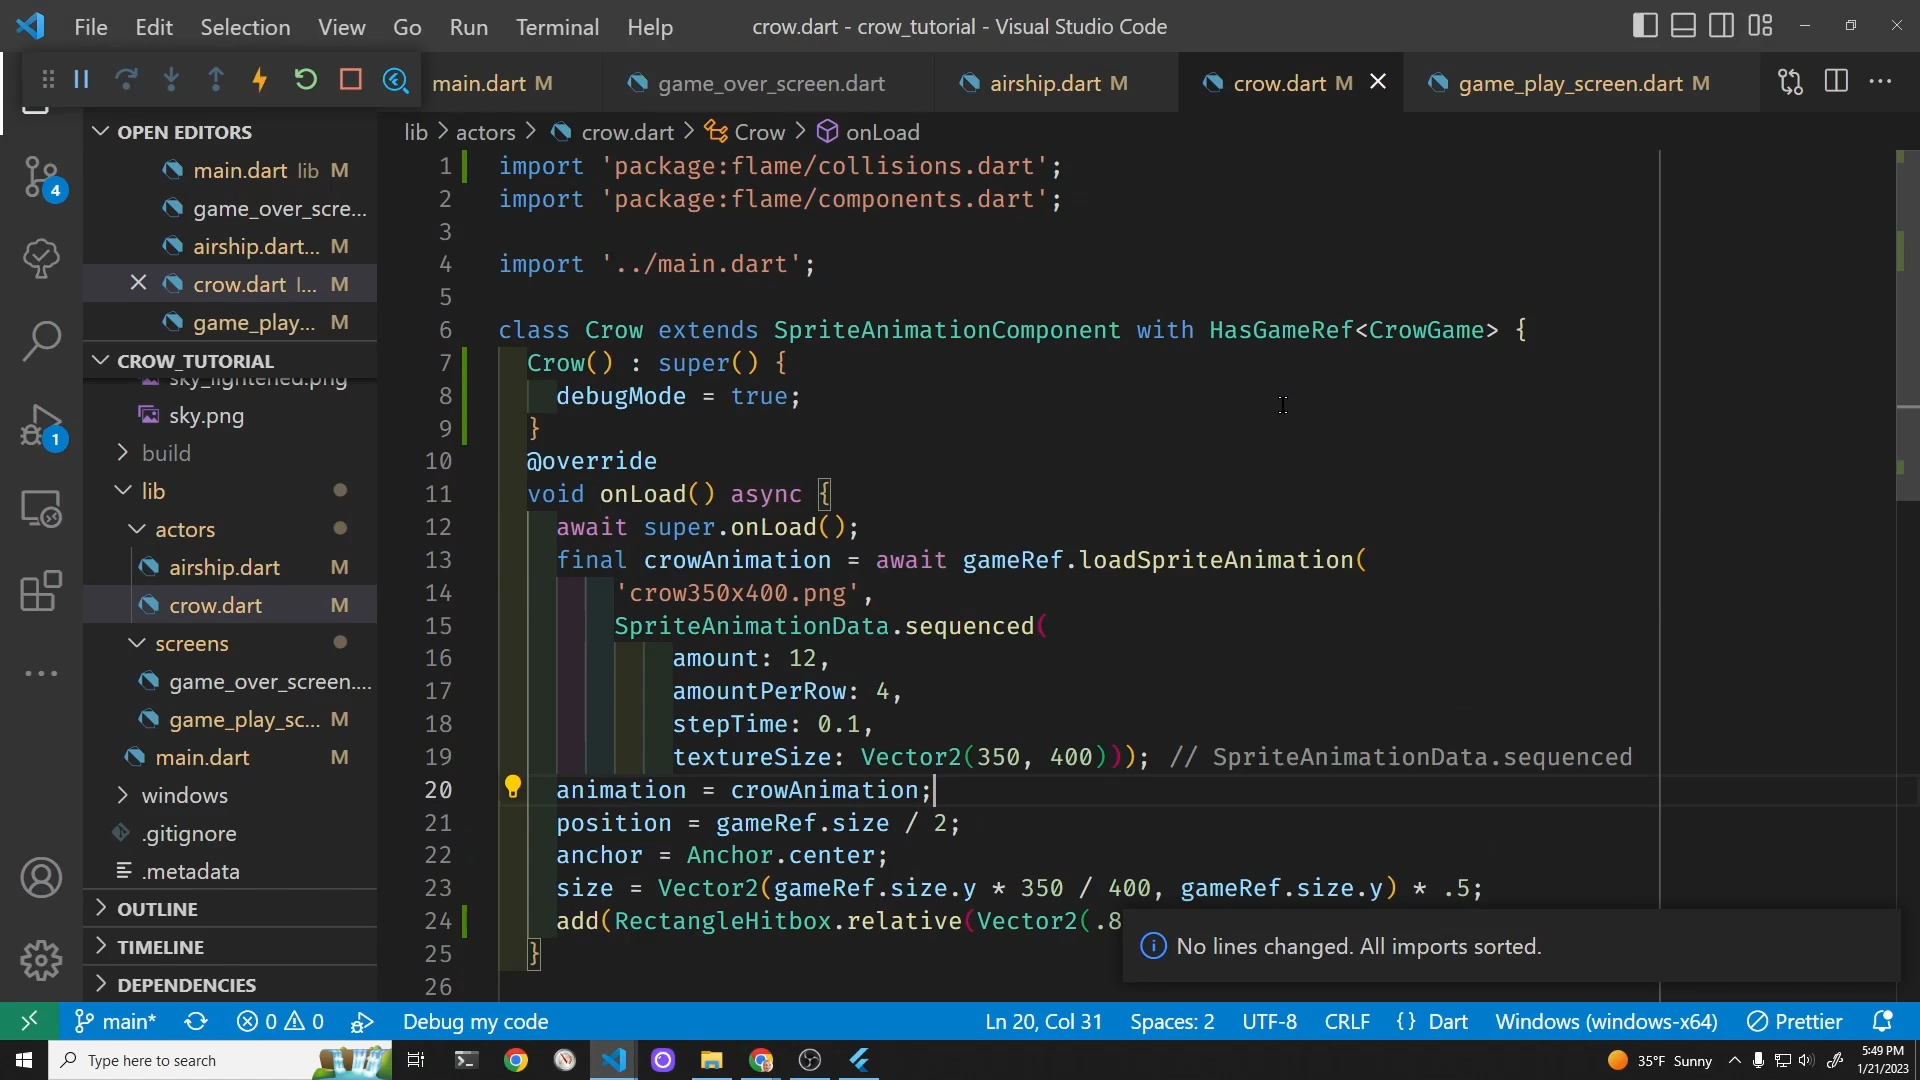 File Edit Selection View Go Run Terminal Help
crow.dart - crow_tutorial - Visual Studio Code
main.dart M
game_over_screen.dart
airship.dart M
crow.dart M
game_play_screen.dart M
lib > actors > crow.dart > Crow > onLoad
OPEN EDITORS
main.dart lib M
game_over_scre...
airship.dart... M
crow.dart l... M
game_play... M
CROW_TUTORIAL
sky_lightened.png
sky.png
build
lib
actors
airship.dart M
crow.dart M
screens
game_over_screen....
game_play_sc... M
main.dart M
windows
.gitignore
.metadata
OUTLINE
TIMELINE
DEPENDENCIES
4
1
1 import 'package:flame/collisions.dart';
2 import 'package:flame/components.dart';
3
4 import '../main.dart';
5
6 class Crow extends SpriteAnimationComponent with HasGameRef<CrowGame> {
7 Crow() : super() {
8 debugMode = true;
9 }
10 @override
11 void onLoad() async {
12 await super.onLoad();
13 final crowAnimation = await gameRef.loadSpriteAnimation(
14 'crow350x400.png',
15 SpriteAnimationData.sequenced(
16 amount: 12,
17 amountPerRow: 4,
18 stepTime: 0.1,
19 textureSize: Vector2(350, 400))); // SpriteAnimationData.sequenced
20 animation = crowAnimation;
21 position = gameRef.size / 2;
22 anchor = Anchor.center;
23 size = Vector2(gameRef.size.y * 350 / 400, gameRef.size.y) * .5;
24 add(RectangleHitbox.relative(Vector2(.8
25 }
26
No lines changed. All imports sorted.
main* 0 0 Debug my code
Ln 20, Col 31 Spaces: 2 UTF-8 CRLF {} Dart Windows (windows-x64) Prettier
Type here to search
35°F Sunny
5:49 PM
1/21/2023